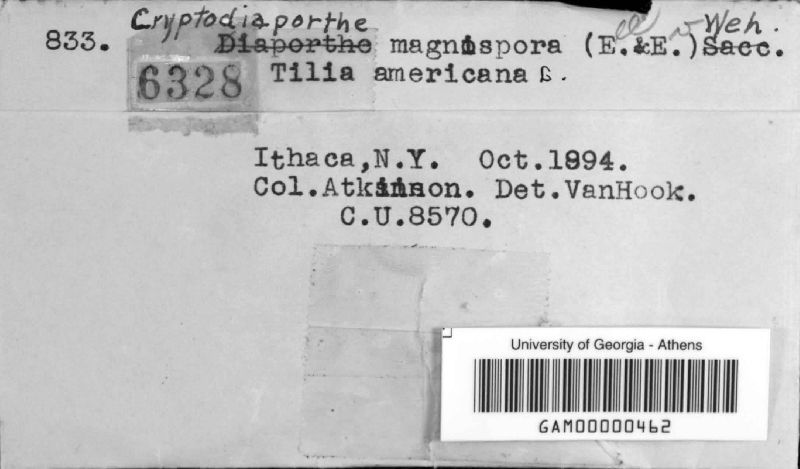 Cryptodiaporthe
833. Diaporthe magnispora (E.&E.) Sacc. Weh.
6328 Tilia americana L.
Ithaca, N.Y. Oct. 1894.
Col. Atkinson. Det. VanHook.
C.U. 8570.
University of Georgia - Athens
GAM00000462